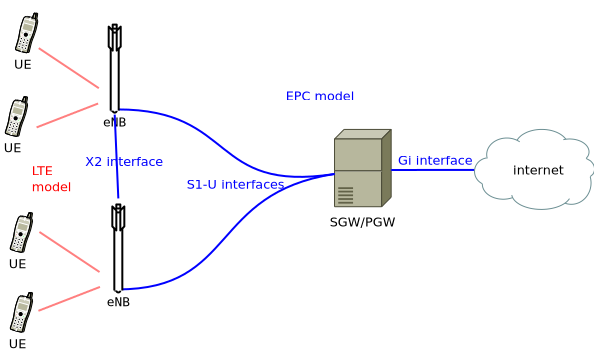 UE
eNB
EPC model
UE
X2 interface
Gi interface
LTE
model
internet
S1-U interfaces
SGW/PGW
UE
eNB
UE